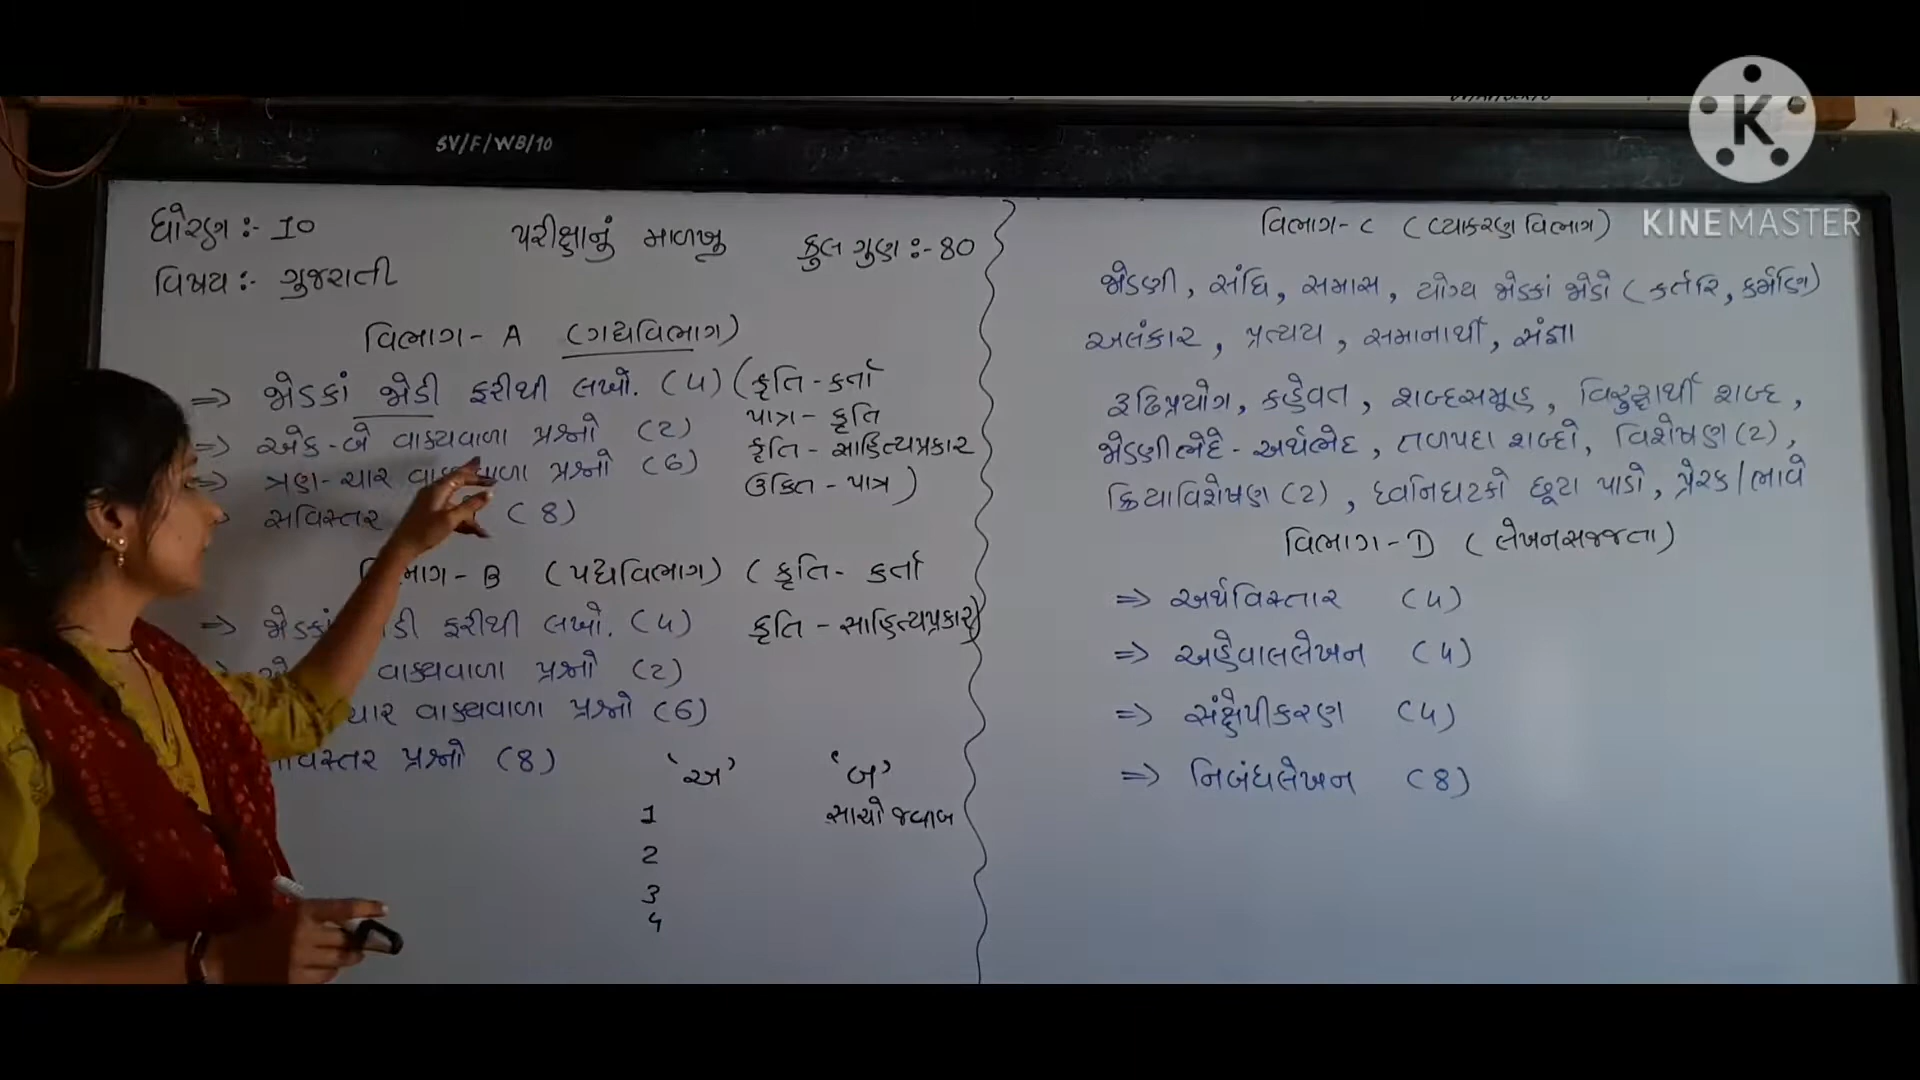 SV/F/WB/10
KINEMASTER
ધોરણ :- 10
પરીક્ષાનું માળખુ
કુલ ગુણ :- 80
વિષય :- ગુજરાતી
વિભાગ - A (ગદ્યવિભાગ)
⇒ જોડકાં જોડી ફરીથી લખો. (4) (કૃતિ - કર્તા
પાત્ર - કૃતિ
⇒ એક - બે વાક્યવાળા પ્રશ્નો (2)
કૃતિ - સાહિત્યપ્રકાર
⇒ ત્રણ - ચાર વાક્યવાળા પ્રશ્નો (6)
ઉક્તિ - પાત્ર)
સવિસ્તર (8)
વિભાગ - B (પદ્યવિભાગ) (કૃતિ - કર્તા
⇒ જોડકાં જોડી ફરીથી લખો. (4) કૃતિ - સાહિત્યપ્રકાર)
વાક્યવાળા પ્રશ્નો (2)
ચાર વાક્યવાળા પ્રશ્નો (6)
સવિસ્તર પ્રશ્નો (8)
'અ' 'બ'
1 સાચો જવાબ
2
3
4
વિભાગ - C (વ્યાકરણ વિભાગ)
જોડણી, સંધિ, સમાસ, યોગ્ય જોડકાં જોડો (કર્તરિ, કર્મણિ)
અલંકાર, પ્રત્યય, સમાનાર્થી, સંજ્ઞા
રૂઢિપ્રયોગ, કહેવત, શબ્દસમૂહ, વિરુદ્ધાર્થી શબ્દ,
જોડણીભેદે - અર્થભેદ, તળપદા શબ્દો, વિશેષણ (2),
ક્રિયાવિશેષણ (2), ધ્વનિઘટકો છૂટા પાડો, પ્રેરક/ભાવે
વિભાગ - D (લેખનસજ્જતા)
⇒ અર્થવિસ્તાર (4)
⇒ અહેવાલલેખન (4)
⇒ સંક્ષેપીકરણ (4)
⇒ નિબંધલેખન (8)